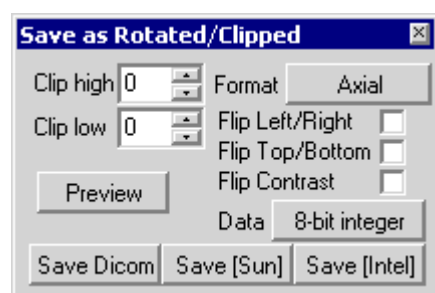 Save as Rotated/Clipped
Clip high 0 Format Axial
Clip low 0 Flip Left/Right
Flip Top/Bottom
Preview Flip Contrast
Data 8-bit integer
Save Dicom Save [Sun] Save [Intel]